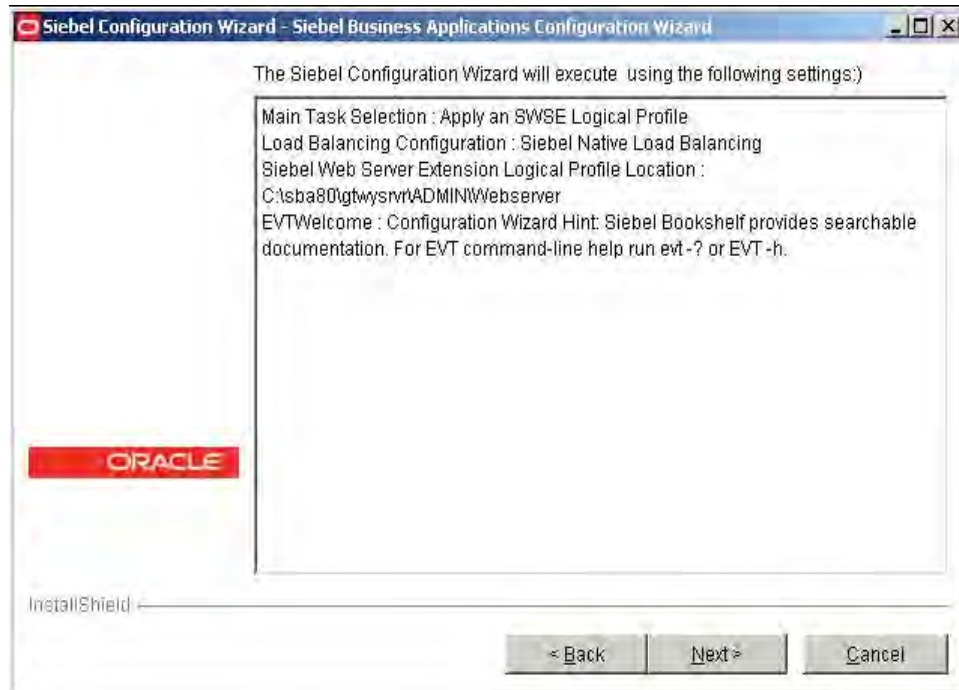 Siebel Configuration Wizard - Siebel Business Applications Configuration Wizard
The Siebel Configuration Wizard will execute using the following settings:)
Main Task Selection : Apply an SWSE Logical Profile
Load Balancing Configuration : Siebel Native Load Balancing
Siebel Web Server Extension Logical Profile Location :
C:\sba80\gtwysrvr\ADMIN\Webserver
EVTWelcome : Configuration Wizard Hint: Siebel Bookshelf provides searchable
documentation. For EVT command-line help run evt -? or EVT -h.
ORACLE
InstallShield
< Back
Next >
Cancel